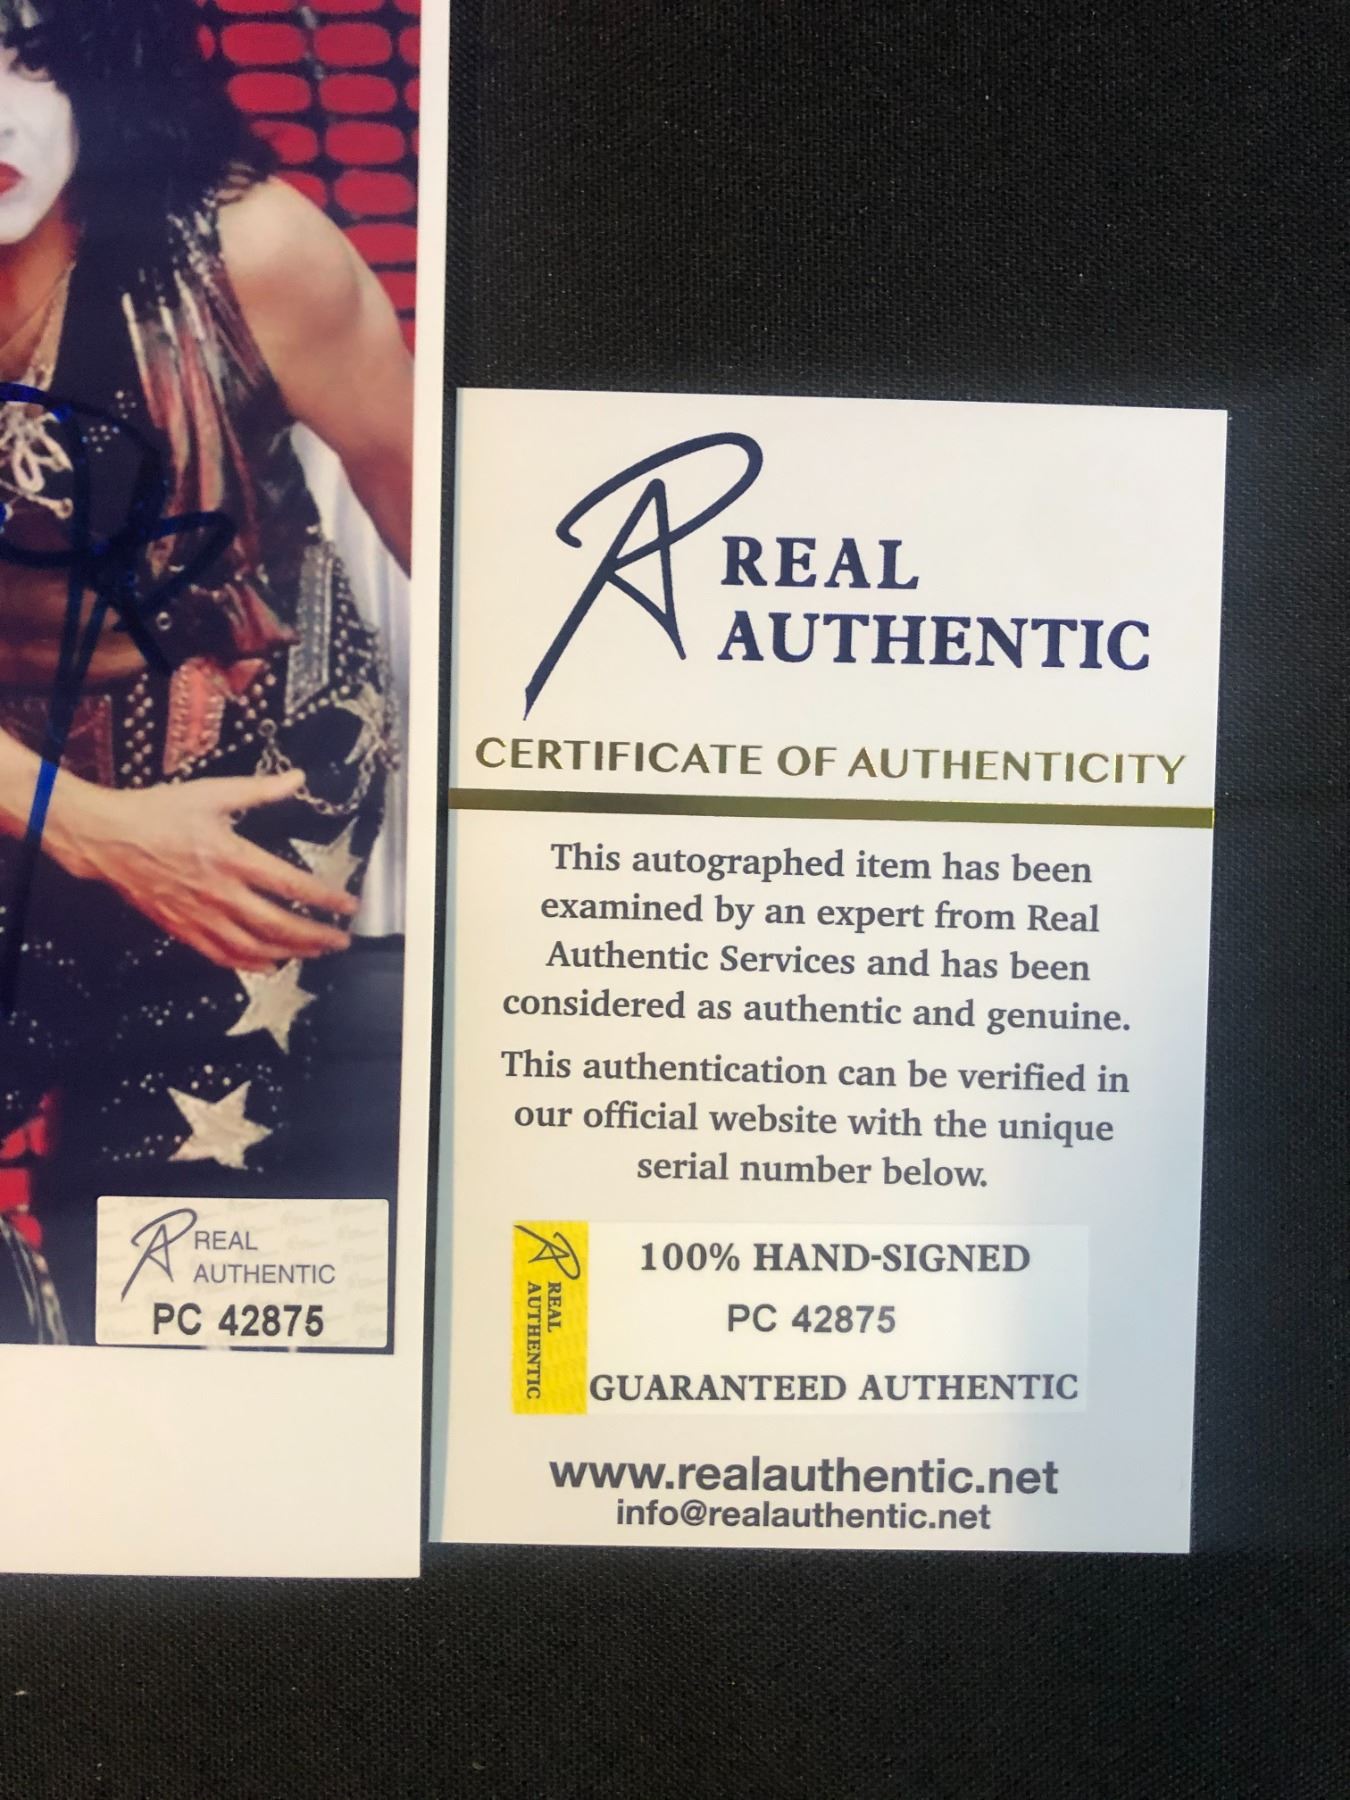 REAL
AUTHENTIC
CERTIFICATE OF AUTHENTICITY
This autographed item has been
examined by an expert from Real
Authentic Services and has been
considered as authentic and genuine.
This authentication can be verified in
our official website with the unique
serial number below.
REAL
AUTHENTIC
100% HAND-SIGNED
PC 42875
GUARANTEED AUTHENTIC
www.realauthentic.net
info@realauthentic.net
REAL
AUTHENTIC
PC 42875